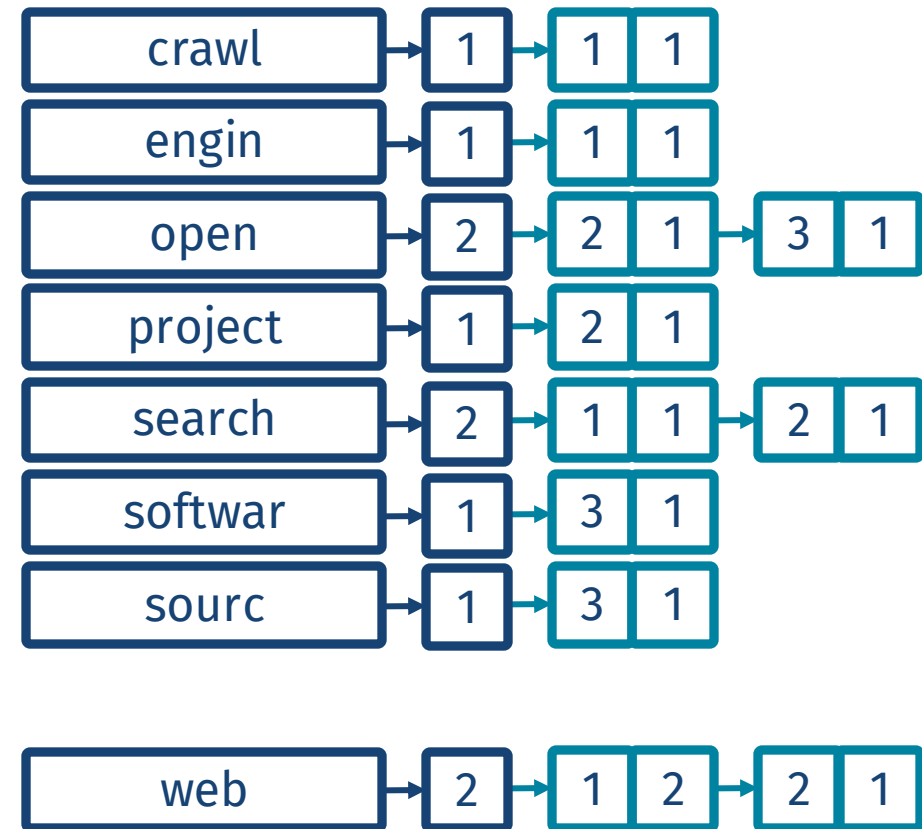 crawl 1 1 1
engin 1 1 1
open 2 2 1 3 1
project 1 2 1
search 2 1 1 2 1
softwar 1 3 1
sourc 1 3 1
web 2 1 2 2 1